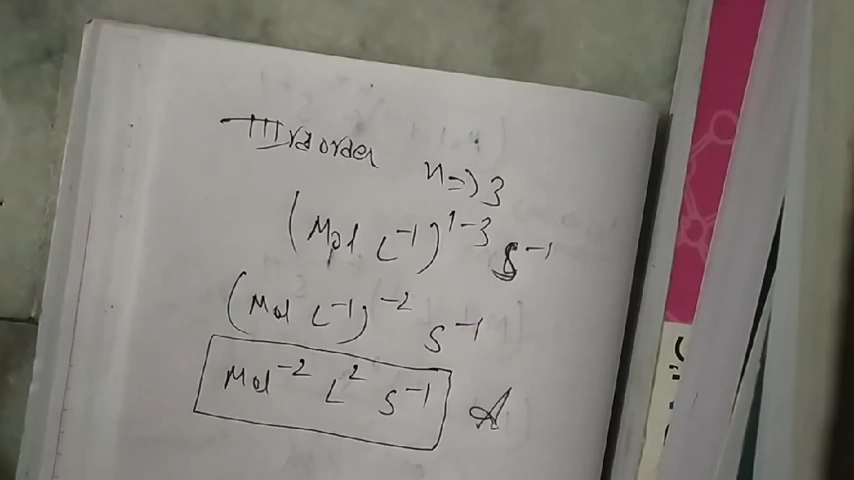 IIIrd order n => 3
(Mol L⁻¹)¹⁻³ S⁻¹
(Mol L⁻¹)⁻² S⁻¹
Mol⁻² L² S⁻¹ A